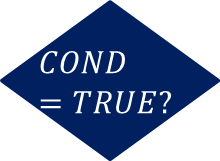 COND
= TRUE?